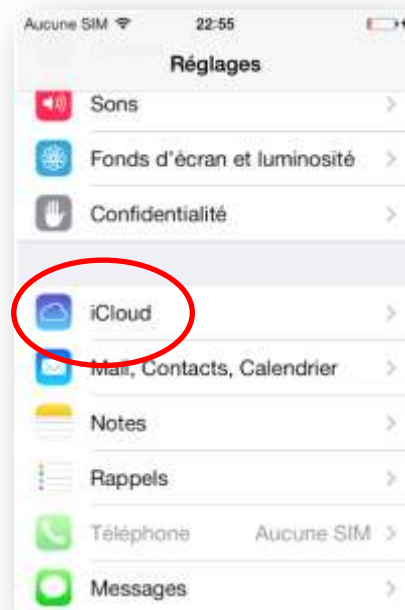 Aucune SIM 22:55
Réglages
Sons
Fonds d'écran et luminosité
Confidentialité
iCloud
Mail, Contacts, Calendrier
Notes
Rappels
Téléphone Aucune SIM
Messages